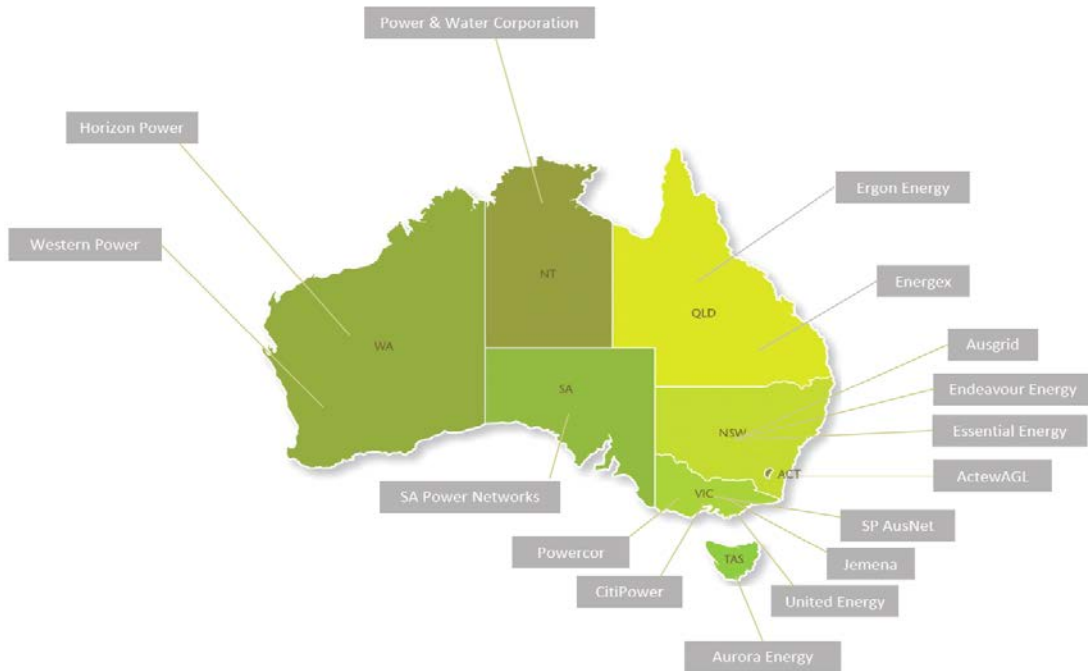 Power & Water Corporation
Horizon Power
Ergon Energy
Western Power
NT
Energex
QLD
WA
Ausgrid
SA
Endeavour Energy
NSW
Essential Energy
ACT
ActewAGL
SA Power Networks
VIC
SP AusNet
Powercor
Jemena
TAS
CitiPower
United Energy
Aurora Energy